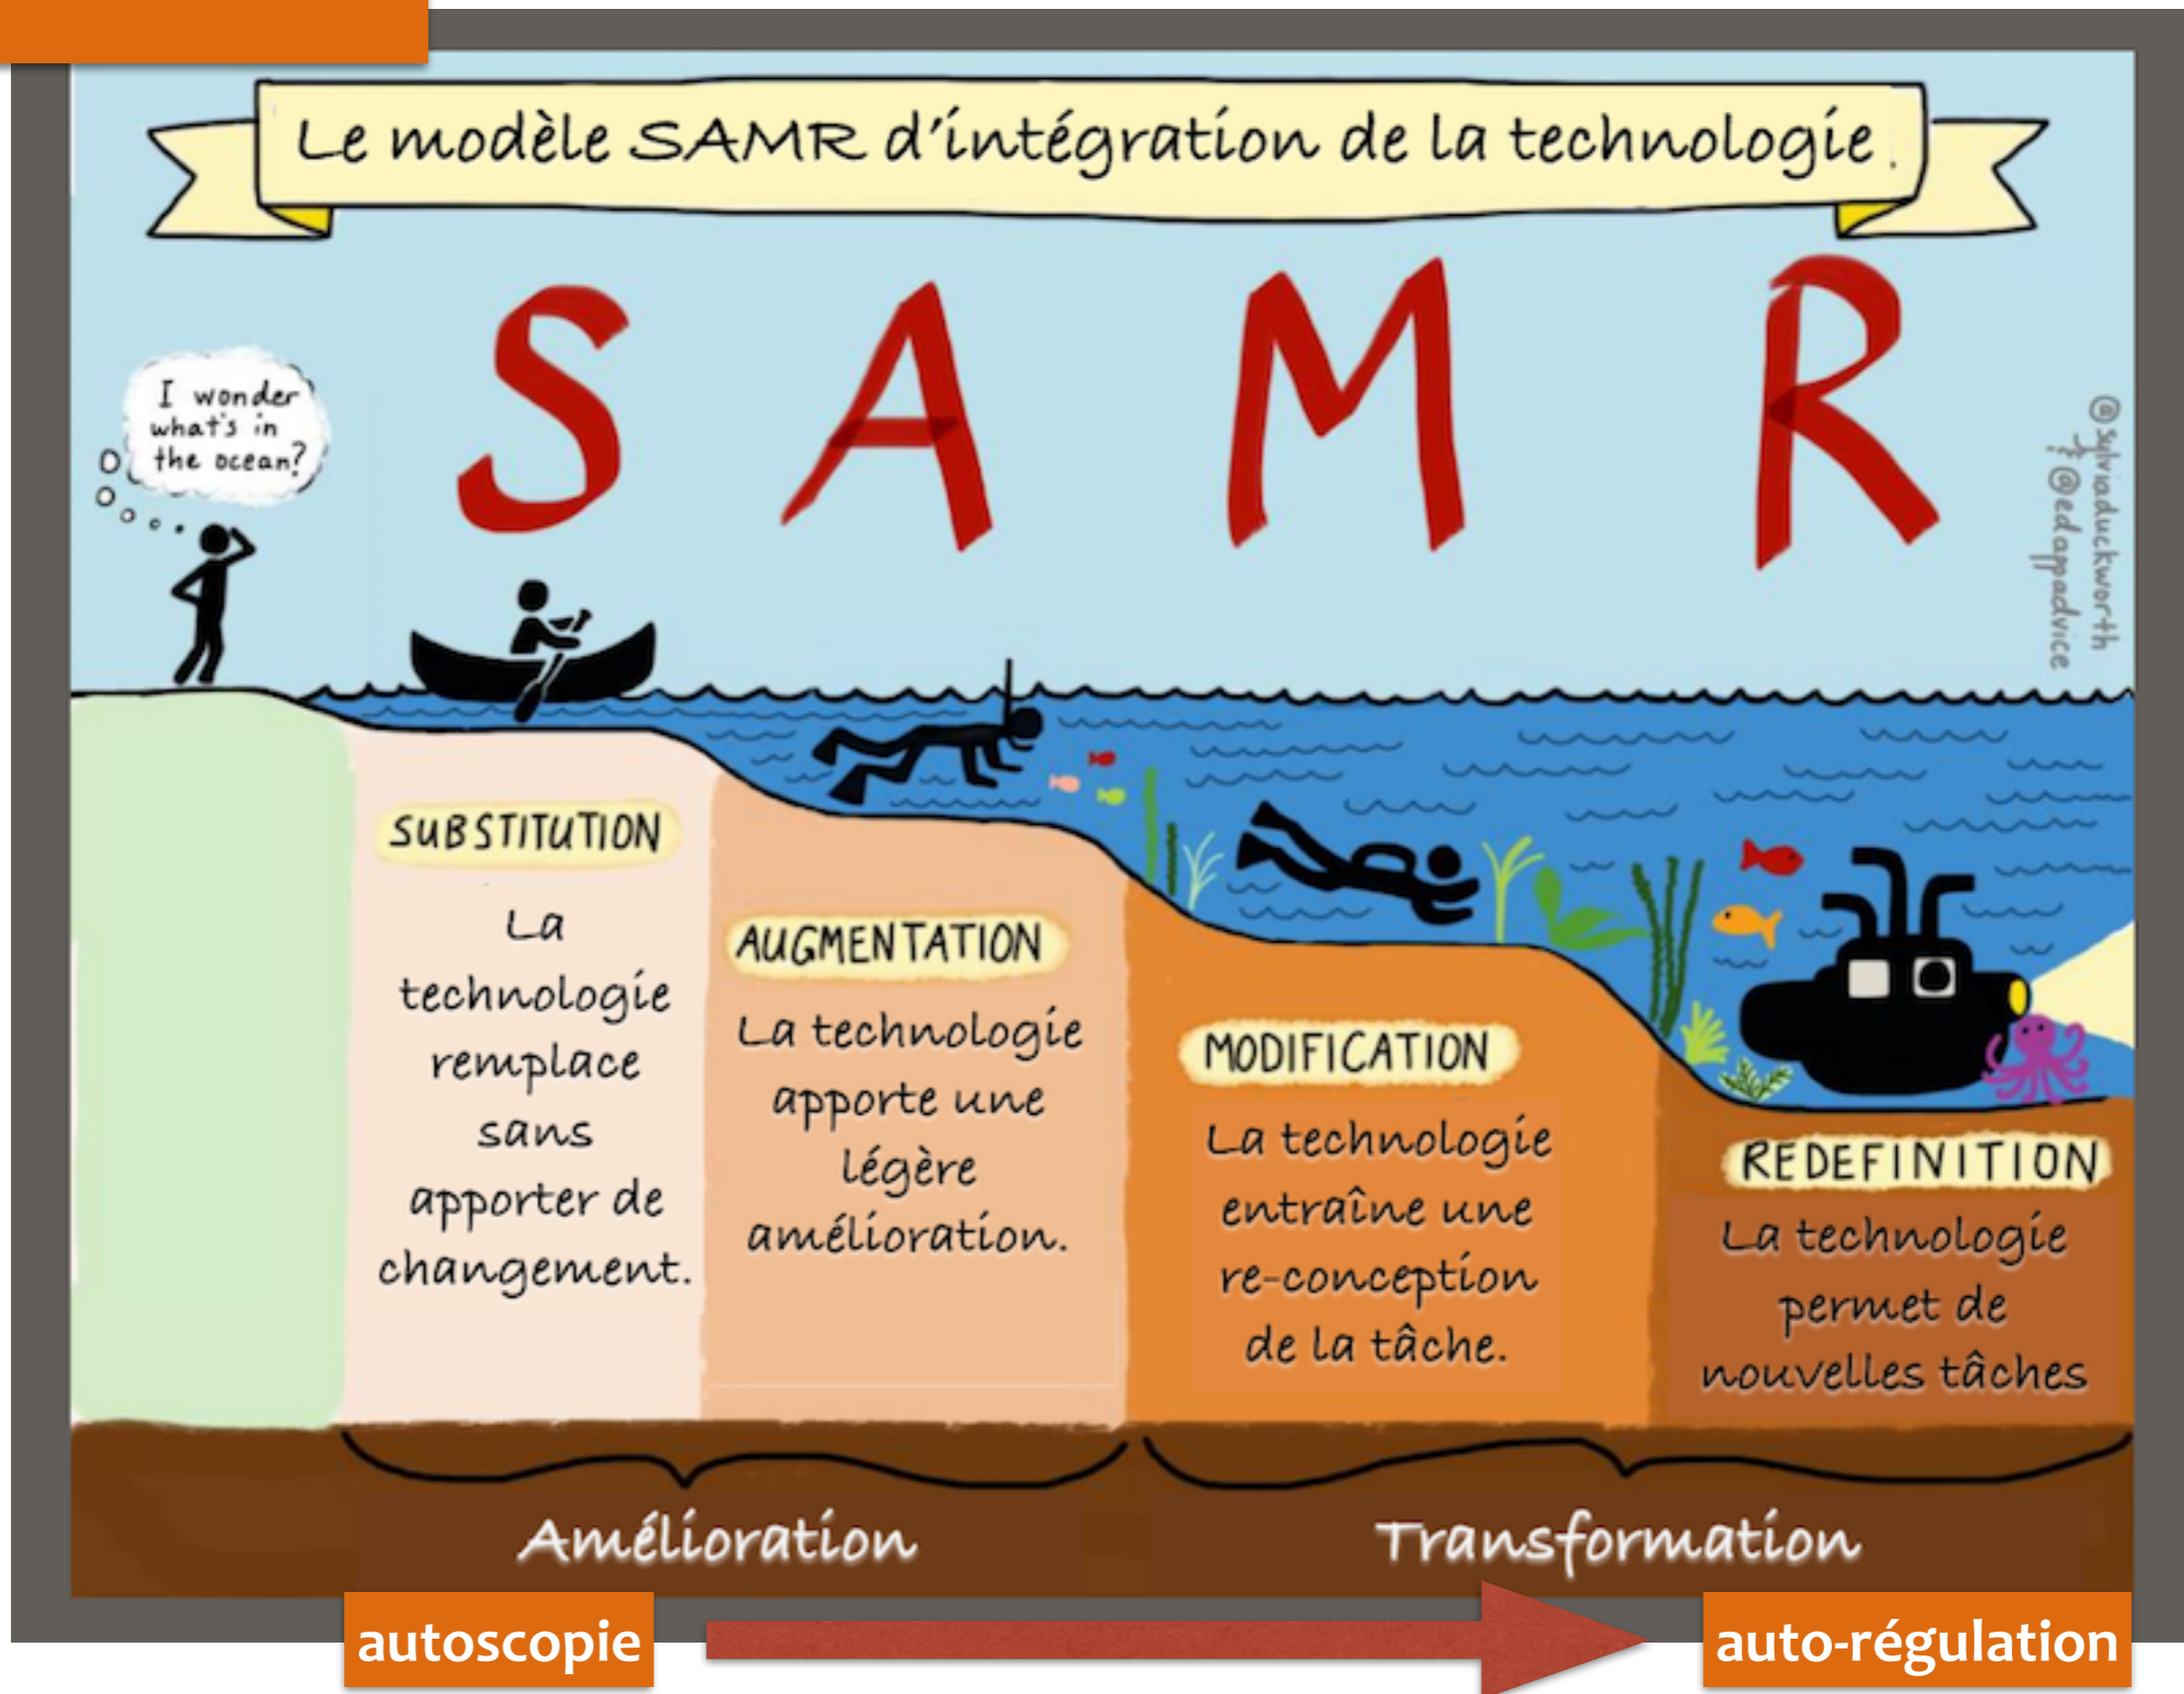 Le modèle SAMR d'intégration de la technologie.
S A M R
I wonder
what's in
the ocean?
@sylviaduckworth
& @edappadvice
SUBSTITUTION
La
technologie
remplace
sans
apporter de
changement.
AUGMENTATION
La technologie
apporte une
légère
amélioration.
MODIFICATION
La technologie
entraîne une
re-conception
de la tâche.
REDEFINITION
La technologie
permet de
nouvelles tâches
Amélioration
Transformation
autoscopie
auto-régulation